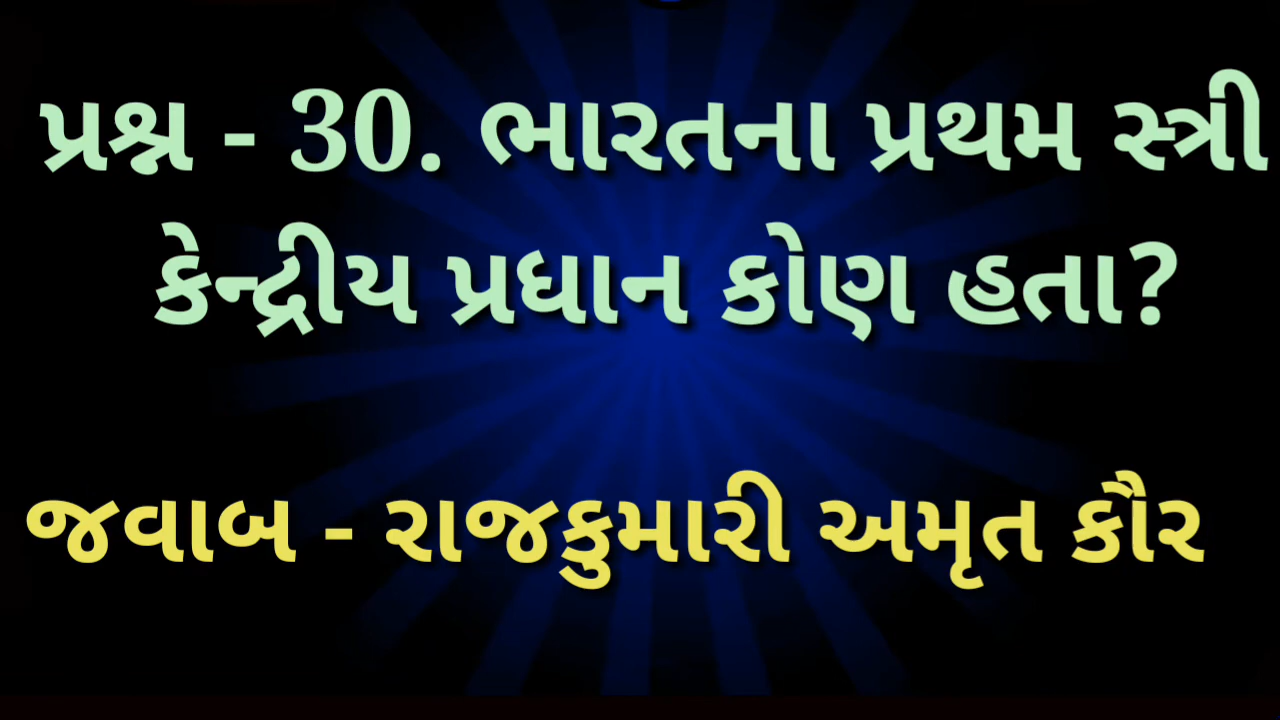 પ્રશ્ન - 30. ભારતના પ્રથમ સ્ત્રી
કેન્દ્રીય પ્રધાન કોણ હતા?
જવાબ - રાજકુમારી અમૃત કૌર